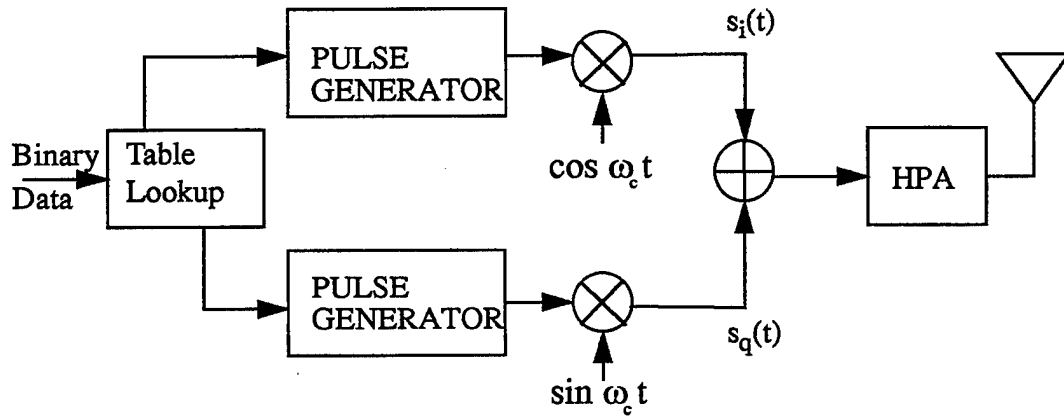 PULSE
GENERATOR
s_i(t)
cos ω_c t
Binary
Data
Table
Lookup
HPA
PULSE
GENERATOR
s_q(t)
sin ω_c t